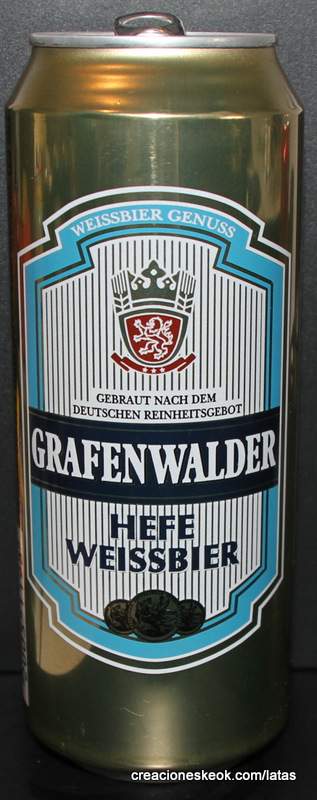 WEISSBIER GENUSS
GEBRAUT NACH DEM
DEUTSCHEN REINHEITSGEBOT
GRAFENWALDER
HEFE
WEISSBIER
creacioneskeok.com/latas